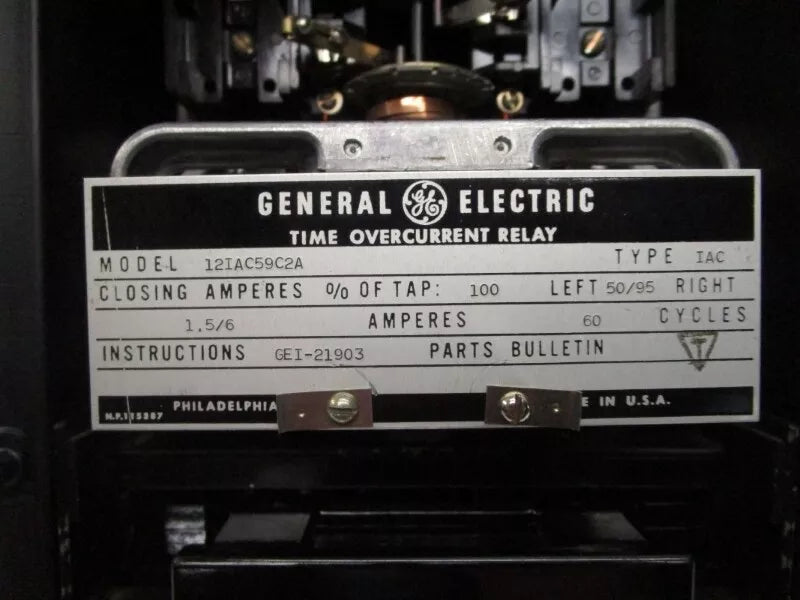 GENERAL GE ELECTRIC
TIME OVERCURRENT RELAY
MODEL 12IAC59C2A TYPE IAC
CLOSING AMPERES % OF TAP: 100 LEFT 50/95 RIGHT
1.5/6 AMPERES 60 CYCLES
INSTRUCTIONS GEI-21903 PARTS BULLETIN T
PHILADELPHIA E IN U.S.A.